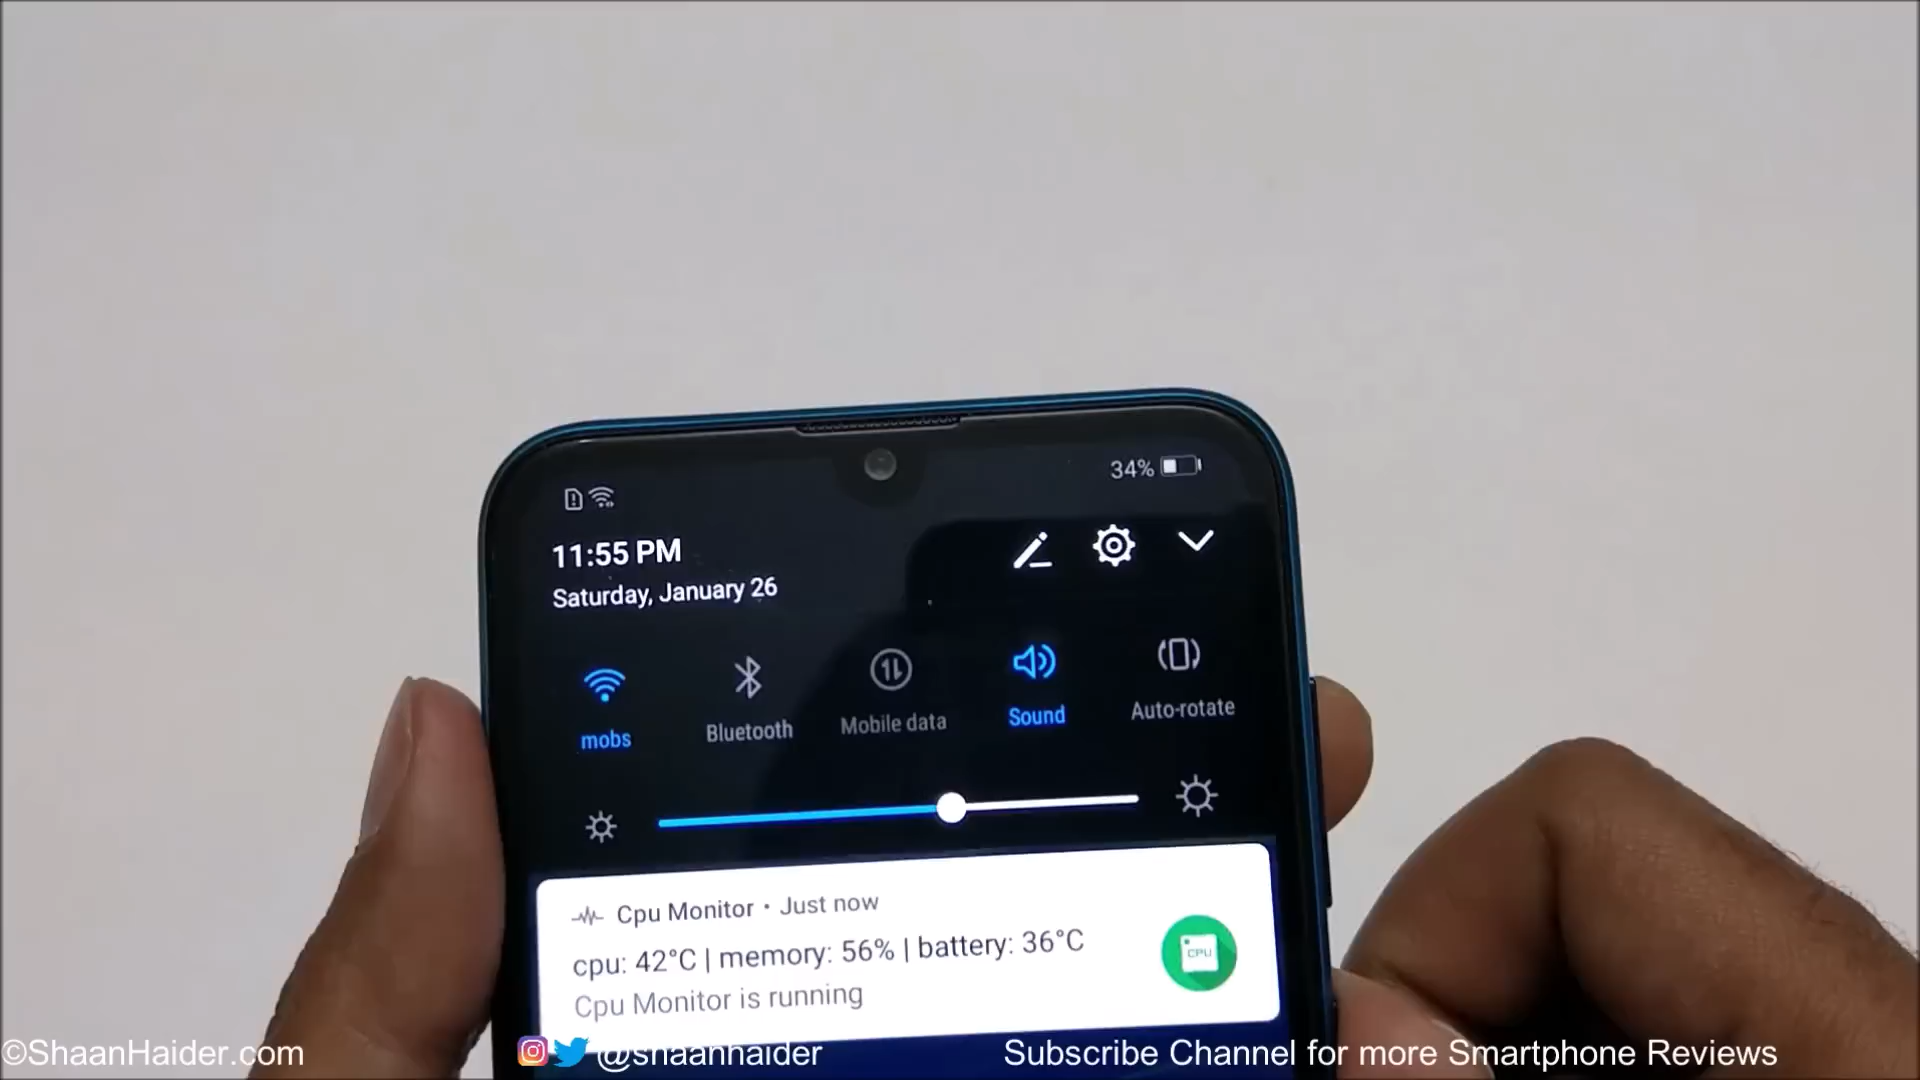 34%
11:55 PM
Saturday, January 26
mobs
Bluetooth
Mobile data
Sound
Auto-rotate
Cpu Monitor • Just now
cpu: 42°C | memory: 56% | battery: 36°C
CPU
Cpu Monitor is running
©ShaanHaider.com
@shaanhaider
Subscribe Channel for more Smartphone Reviews